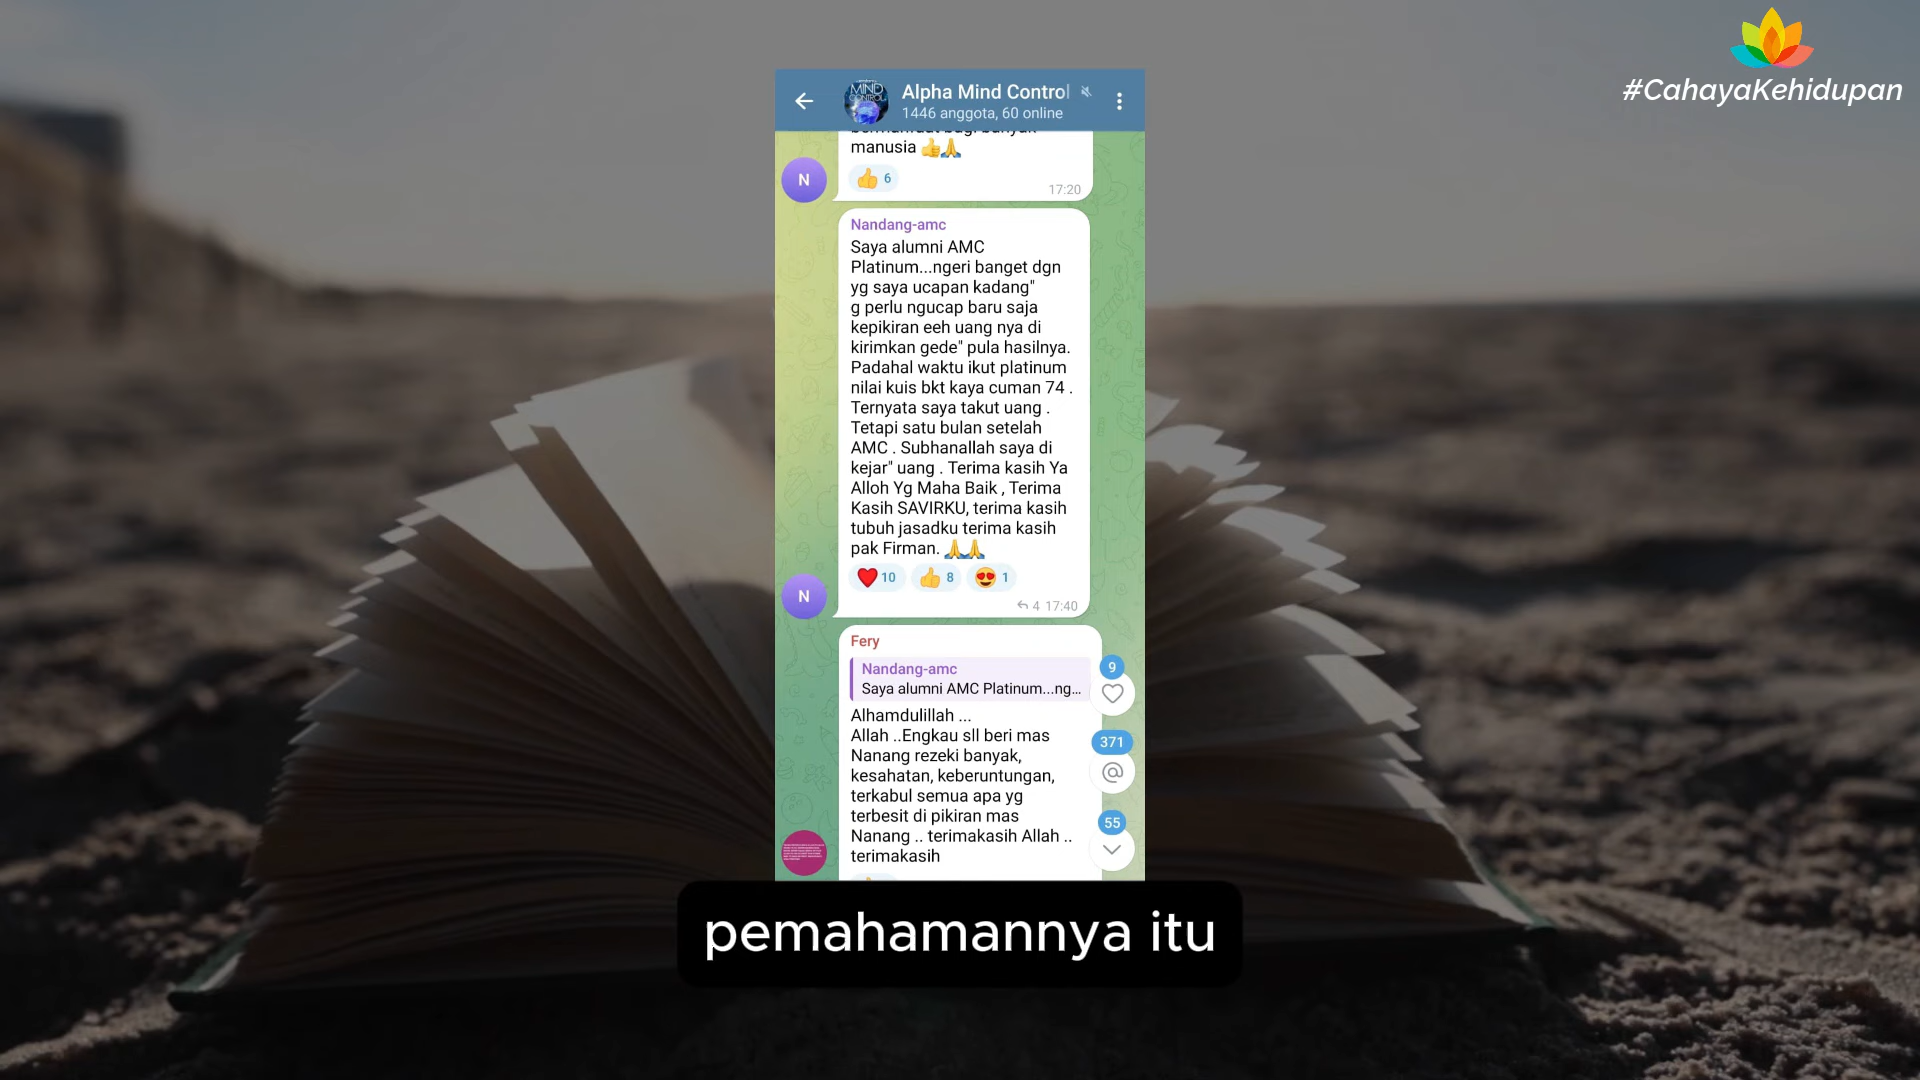 #CahayaKehidupan
MIND
CONTROL
Alpha Mind Control
1446 anggota, 60 online
bermanfaat bagi banyak
manusia 👍🙏
👍 6
17:20
N
Nandang-amc
Saya alumni AMC
Platinum...ngeri banget dgn
yg saya ucapan kadang"
g perlu ngucap baru saja
kepikiran eeh uang nya di
kirimkan gede" pula hasilnya.
Padahal waktu ikut platinum
nilai kuis bkt kaya cuman 74 .
Ternyata saya takut uang .
Tetapi satu bulan setelah
AMC . Subhanallah saya di
kejar" uang . Terima kasih Ya
Alloh Yg Maha Baik , Terima
Kasih SAVIRKU, terima kasih
tubuh jasadku terima kasih
pak Firman. 🙏🙏
❤️ 10 👍 8 😍 1
4 17:40
N
Fery
Nandang-amc
Saya alumni AMC Platinum...ng...
Alhamdulillah ...
Allah ..Engkau sll beri mas
Nanang rezeki banyak,
kesahatan, keberuntungan,
terkabul semua apa yg
terbesit di pikiran mas
Nanang .. terimakasih Allah ..
terimakasih
9
371
@
55
pemahamannya itu